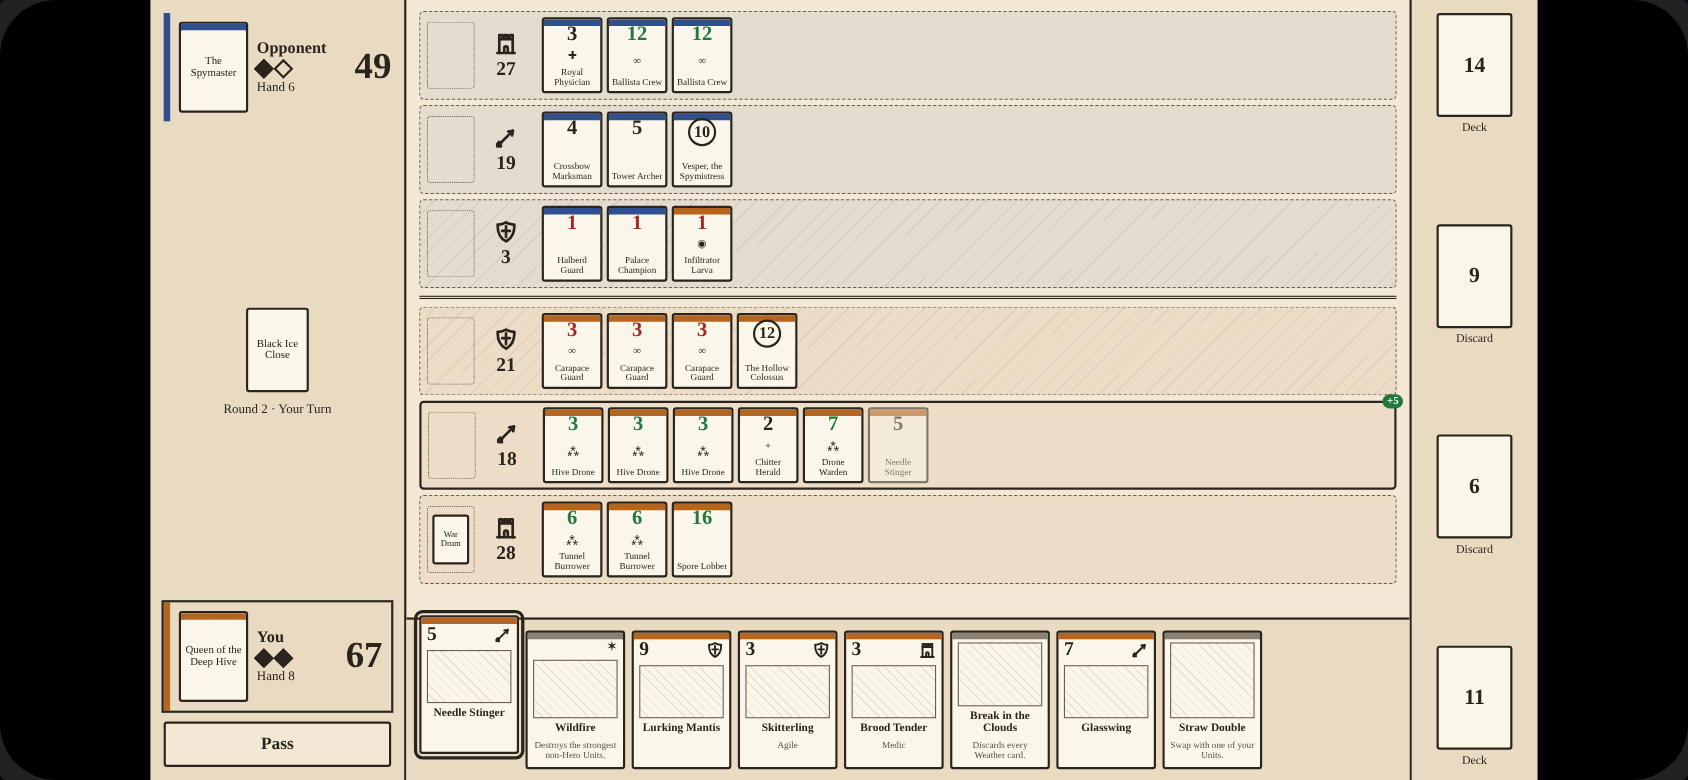 The
Spymaster
Opponent
Hand 6
49
27
3
Royal
Physician
12
∞
Ballista Crew
12
∞
Ballista Crew
19
4
Crossbow
Marksman
5
Tower Archer
10
Vesper, the
Spymistress
3
1
Halberd
Guard
1
Palace
Champion
1
Infiltrator
Larva
Black Ice
Close
Round 2 · Your Turn
21
3
∞
Carapace
Guard
3
∞
Carapace
Guard
3
∞
Carapace
Guard
12
The Hollow
Colossus
+5
18
3
Hive Drone
3
Hive Drone
3
Hive Drone
2
+
Chitter
Herald
7
Drone
Warden
5
Needle
Stinger
War
Drum
28
6
Tunnel
Burrower
6
Tunnel
Burrower
16
Spore Lobber
Queen of the
Deep Hive
You
Hand 8
67
Pass
5
Needle Stinger
Wildfire
Destroys the strongest
non-Hero Units.
9
Lurking Mantis
3
Skitterling
Agile
3
Brood Tender
Medic
Break in the
Clouds
Discards every
Weather card.
7
Glasswing
Straw Double
Swap with one of your
Units.
14
Deck
9
Discard
6
Discard
11
Deck